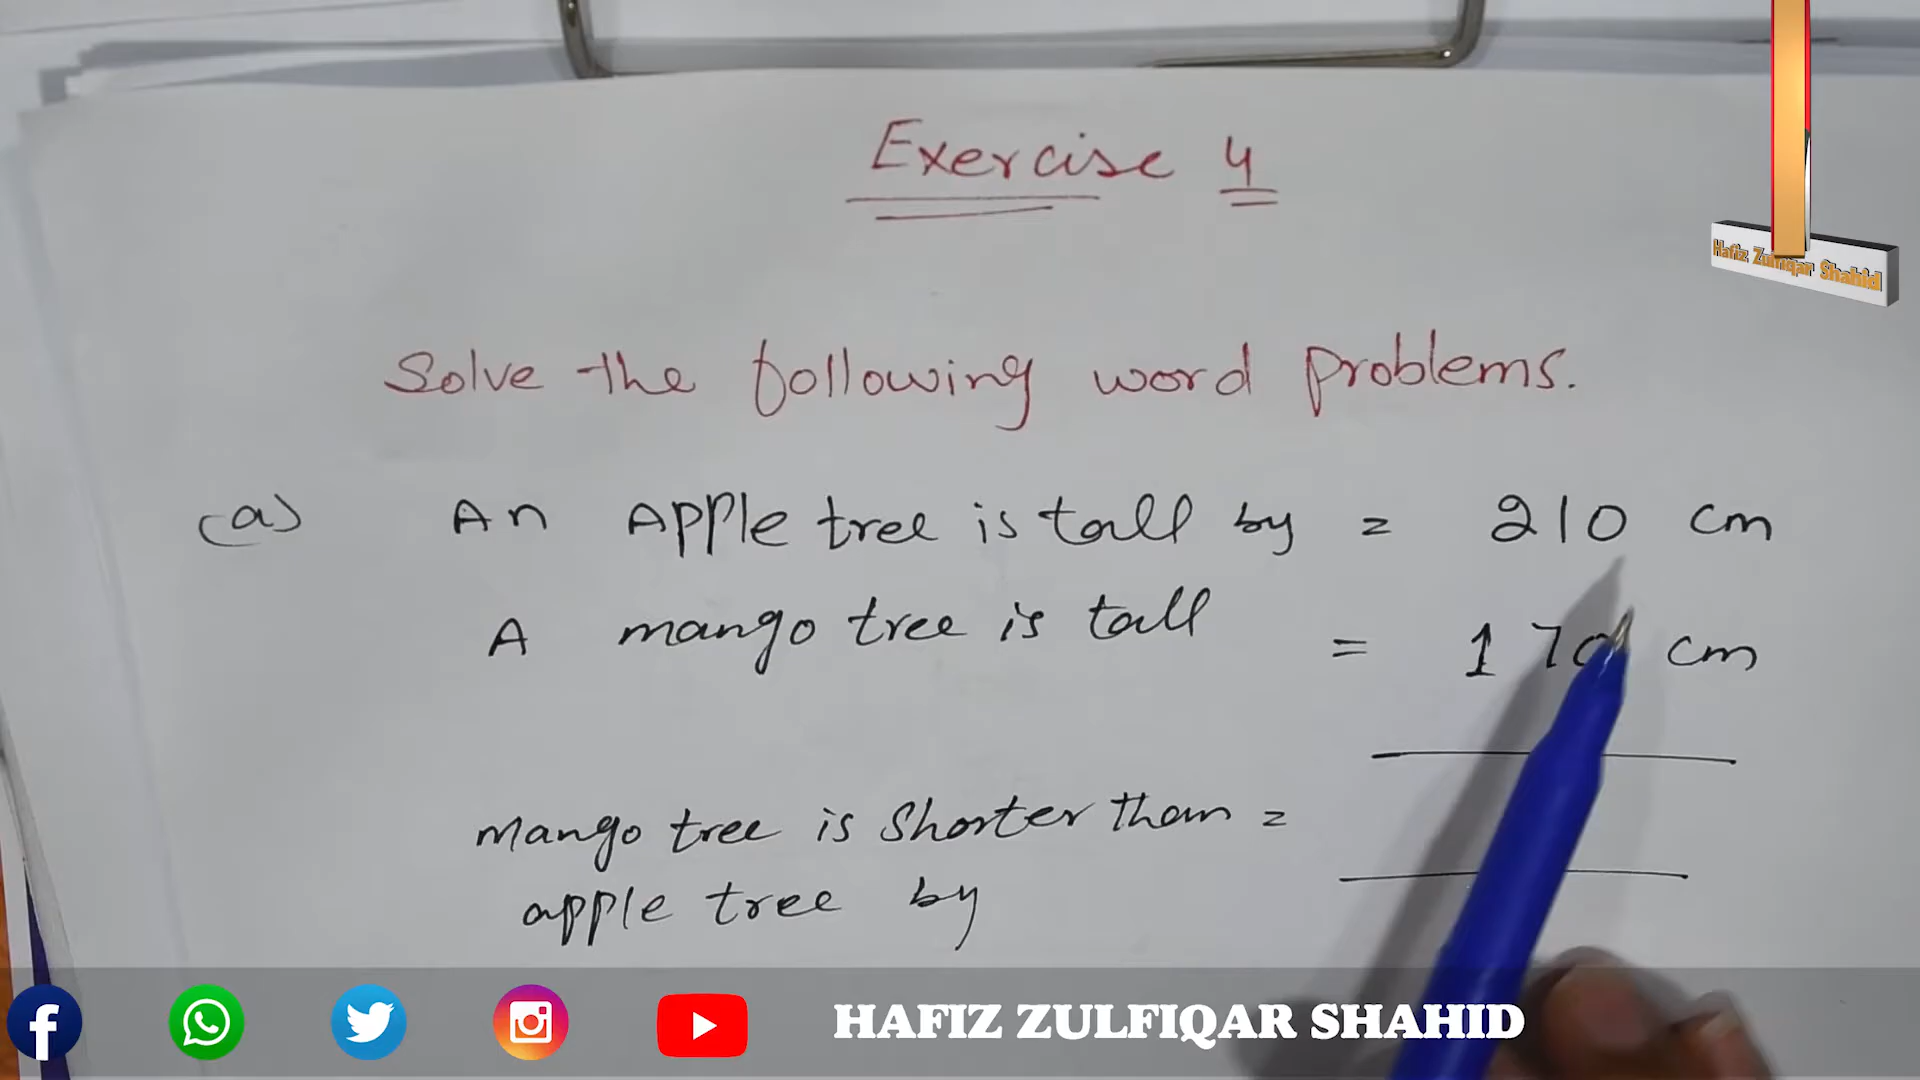 Exercise 4
Hafiz Zulfiqar Shahid
Solve the following word problems.
(a) An Apple tree is tall by = 210 cm
A mango tree is tall = 170 cm
mango tree is shorter than =
apple tree by
HAFIZ ZULFIQAR SHAHID